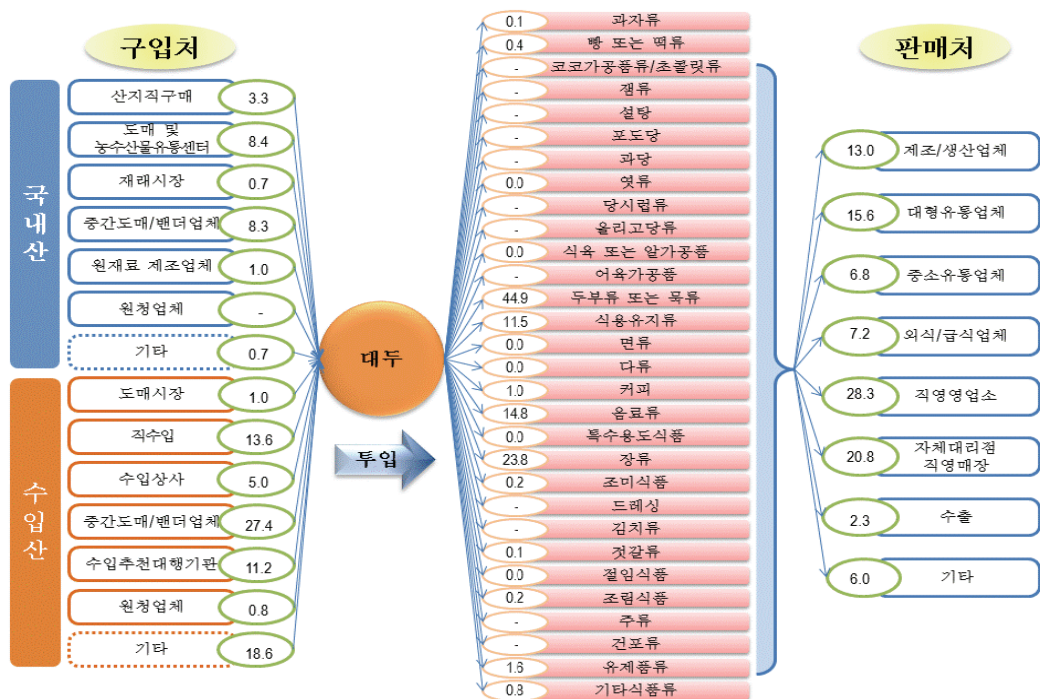 구입처
국내산
산지직구매
3.3
도매 및
농수산물유통센터
8.4
재래시장
0.7
중간도매/밴더업체
8.3
원재료 제조업체
1.0
원청업체
-
기타
0.7
수입산
도매시장
1.0
직수입
13.6
수입상사
5.0
중간도매/밴더업체
27.4
수입추천대행기관
11.2
원청업체
0.8
기타
18.6
대두
투입
0.1 과자류
0.4 빵 또는 떡류
- 코코가공품류/초콜릿류
- 잼류
- 설탕
- 포도당
- 과당
0.0 엿류
- 당시럽류
- 올리고당류
0.0 식육 또는 알가공품
- 어육가공품
44.9 두부류 또는 묵류
11.5 식용유지류
0.0 면류
0.0 다류
1.0 커피
14.8 음료류
0.0 특수용도식품
23.8 장류
0.2 조미식품
- 드레싱
- 김치류
0.1 젓갈류
0.0 절임식품
0.2 조림식품
- 주류
- 건포류
1.6 유제품류
0.8 기타식품류
판매처
13.0 제조/생산업체
15.6 대형유통업체
6.8 중소유통업체
7.2 외식/급식업체
28.3 직영영업소
20.8 자체대리점
직영매장
2.3 수출
6.0 기타